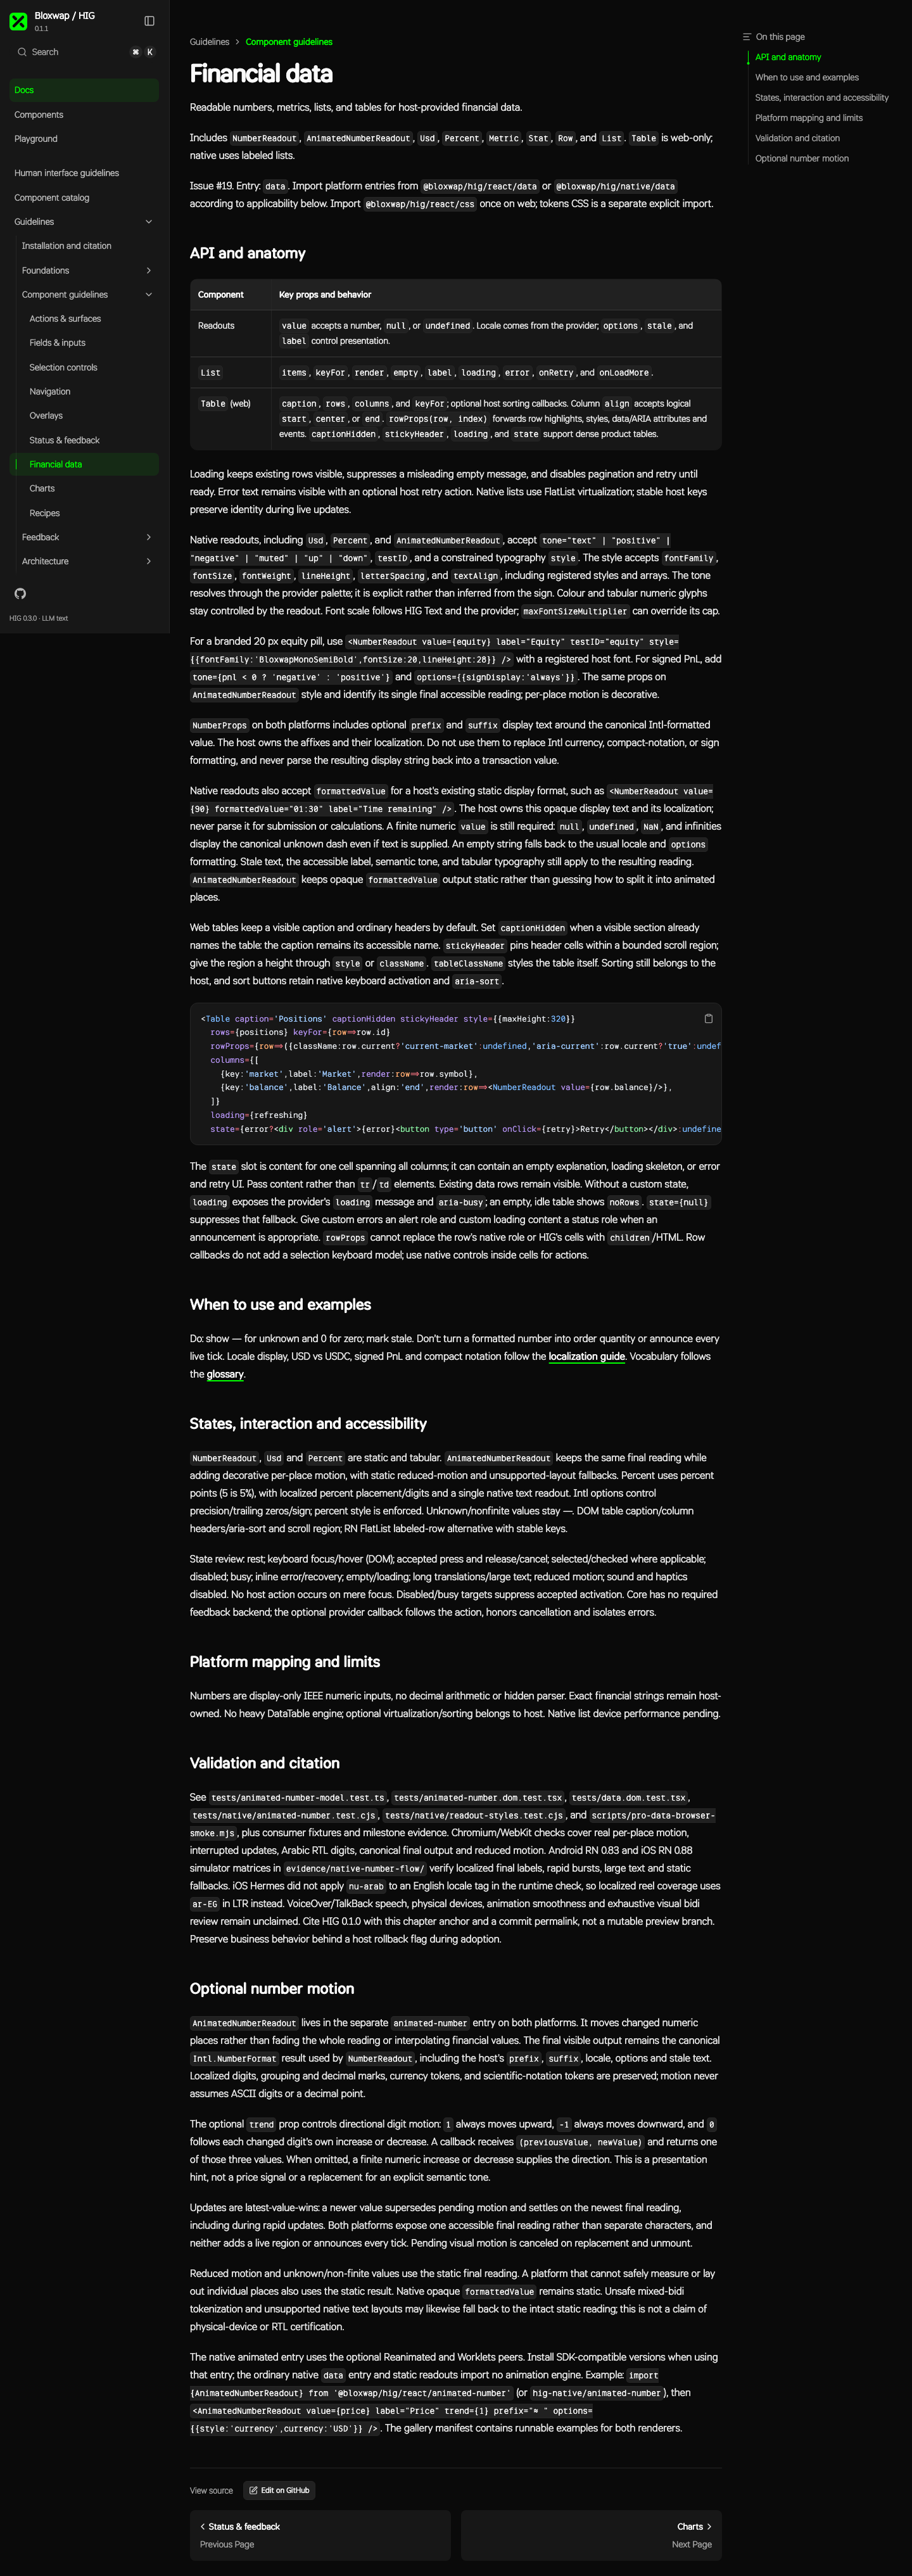 Bloxwap / HIG
0.1.1
Search
⌘ K
Docs
Components
Playground
Human interface guidelines
Component catalog
Guidelines
Installation and citation
Foundations
Component guidelines
Actions & surfaces
Fields & inputs
Selection controls
Navigation
Overlays
Status & feedback
Financial data
Charts
Recipes
Feedback
Architecture
HIG 0.3.0 · LLM text
Guidelines > Component guidelines
Financial data
Readable numbers, metrics, lists, and tables for host-provided financial data.
Includes NumberReadout, AnimatedNumberReadout, Usd, Percent, Metric, Stat, Row, and List. Table is web-only;
native uses labeled lists.
Issue #19. Entry: data. Import platform entries from @bloxwap/hig/react/data or @bloxwap/hig/native/data
according to applicability below. Import @bloxwap/hig/react/css once on web; tokens CSS is a separate explicit import.
API and anatomy
Component Key props and behavior
Readouts value accepts a number, null, or undefined. Locale comes from the provider; options, stale, and
label control presentation.
List items, keyFor, render, empty, label, loading, error, onRetry, and onLoadMore.
Table (web) caption, rows, columns, and keyFor; optional host sorting callbacks. Column align accepts logical
start, center, or end. rowProps(row, index) forwards row highlights, styles, data/ARIA attributes and
events. captionHidden, stickyHeader, loading, and state support dense product tables.
Loading keeps existing rows visible, suppresses a misleading empty message, and disables pagination and retry until
ready. Error text remains visible with an optional host retry action. Native lists use FlatList virtualization; stable host keys
preserve identity during live updates.
Native readouts, including Usd, Percent, and AnimatedNumberReadout, accept tone="text" | "positive" |
"negative" | "muted" | "up" | "down", testID, and a constrained typography style. The style accepts fontFamily,
fontSize, fontWeight, lineHeight, letterSpacing, and textAlign, including registered styles and arrays. The tone
resolves through the provider palette; it is explicit rather than inferred from the sign. Colour and tabular numeric glyphs
stay controlled by the readout. Font scale follows HIG Text and the provider; maxFontSizeMultiplier can override its cap.
For a branded 20 px equity pill, use <NumberReadout value={equity} label="Equity" testID="equity" style=
{{fontFamily:'BloxwapMonoSemiBold',fontSize:20,lineHeight:28}} /> with a registered host font. For signed PnL, add
tone={pnl < 0 ? 'negative' : 'positive'} and options={{signDisplay:'always'}}. The same props on
AnimatedNumberReadout style and identify its single final accessible reading; per-place motion is decorative.
NumberProps on both platforms includes optional prefix and suffix display text around the canonical Intl-formatted
value. The host owns the affixes and their localization. Do not use them to replace Intl currency, compact-notation, or sign
formatting, and never parse the resulting display string back into a transaction value.
Native readouts also accept formattedValue for a host's existing static display format, such as <NumberReadout value=
{90} formattedValue="01:30" label="Time remaining" />. The host owns this opaque display text and its localization;
never parse it for submission or calculations. A finite numeric value is still required: null, undefined, NaN, and infinities
display the canonical unknown dash even if text is supplied. An empty string falls back to the usual locale and options
formatting. Stale text, the accessible label, semantic tone, and tabular typography still apply to the resulting reading.
AnimatedNumberReadout keeps opaque formattedValue output static rather than guessing how to split it into animated
places.
Web tables keep a visible caption and ordinary headers by default. Set captionHidden when a visible section already
names the table: the caption remains its accessible name. stickyHeader pins header cells within a bounded scroll region;
give the region a height through style or className. tableClassName styles the table itself. Sorting still belongs to the
host, and sort buttons retain native keyboard activation and aria-sort.
<Table caption='Positions' captionHidden stickyHeader style={{maxHeight:320}}
rows={positions} keyFor={row=>row.id}
rowProps={row=>({className:row.current?'current-market':undefined,'aria-current':row.current?'true':undef
columns={[
{key:'market',label:'Market',render:row=>row.symbol},
{key:'balance',label:'Balance',align:'end',render:row=><NumberReadout value={row.balance}/>},
]}
loading={refreshing}
state={error?<div role='alert'>{error}<button type='button' onClick={retry}>Retry</button></div>:undefine
The state slot is content for one cell spanning all columns; it can contain an empty explanation, loading skeleton, or error
and retry UI. Pass content rather than tr/td elements. Existing data rows remain visible. Without a custom state,
loading exposes the provider's loading message and aria-busy; an empty, idle table shows noRows. state={null}
suppresses that fallback. Give custom errors an alert role and custom loading content a status role when an
announcement is appropriate. rowProps cannot replace the row's native role or HIG's cells with children/HTML. Row
callbacks do not add a selection keyboard model; use native controls inside cells for actions.
When to use and examples
Do: show — for unknown and 0 for zero; mark stale. Don't: turn a formatted number into order quantity or announce every
live tick. Locale display, USD vs USDC, signed PnL and compact notation follow the localization guide. Vocabulary follows
the glossary.
States, interaction and accessibility
NumberReadout, Usd and Percent are static and tabular. AnimatedNumberReadout keeps the same final reading while
adding decorative per-place motion, with static reduced-motion and unsupported-layout fallbacks. Percent uses percent
points (5 is 5%), with localized percent placement/digits and a single native text readout. Intl options control
precision/trailing zeros/sign; percent style is enforced. Unknown/nonfinite values stay —. DOM table caption/column
headers/aria-sort and scroll region; RN FlatList labeled-row alternative with stable keys.
State review: rest; keyboard focus/hover (DOM); accepted press and release/cancel; selected/checked where applicable;
disabled; busy; inline error/recovery; empty/loading; long translations/large text; reduced motion; sound and haptics
disabled. No host action occurs on mere focus. Disabled/busy targets suppress accepted activation. Core has no required
feedback backend; the optional provider callback follows the action, honors cancellation and isolates errors.
Platform mapping and limits
Numbers are display-only IEEE numeric inputs, no decimal arithmetic or hidden parser. Exact financial strings remain host-
owned. No heavy DataTable engine; optional virtualization/sorting belongs to host. Native list device performance pending.
Validation and citation
See tests/animated-number-model.test.ts, tests/animated-number.dom.test.tsx, tests/data.dom.test.tsx,
tests/native/animated-number.test.cjs, tests/native/readout-styles.test.cjs, and scripts/pro-data-browser-
smoke.mjs, plus consumer fixtures and milestone evidence. Chromium/WebKit checks cover real per-place motion,
interrupted updates, Arabic RTL digits, canonical final output and reduced motion. Android RN 0.83 and iOS RN 0.88
simulator matrices in evidence/native-number-flow/ verify localized final labels, rapid bursts, large text and static
fallbacks. iOS Hermes did not apply nu-arab to an English locale tag in the runtime check, so localized reel coverage uses
ar-EG in LTR instead. VoiceOver/TalkBack speech, physical devices, animation smoothness and exhaustive visual bidi
review remain unclaimed. Cite HIG 0.1.0 with this chapter anchor and a commit permalink, not a mutable preview branch.
Preserve business behavior behind a host rollback flag during adoption.
Optional number motion
AnimatedNumberReadout lives in the separate animated-number entry on both platforms. It moves changed numeric
places rather than fading the whole reading or interpolating financial values. The final visible output remains the canonical
Intl.NumberFormat result used by NumberReadout, including the host's prefix, suffix, locale, options and stale text.
Localized digits, grouping and decimal marks, currency tokens, and scientific-notation tokens are preserved; motion never
assumes ASCII digits or a decimal point.
The optional trend prop controls directional digit motion: 1 always moves upward, -1 always moves downward, and 0
follows each changed digit's own increase or decrease. A callback receives (previousValue, newValue) and returns one
of those three values. When omitted, a finite numeric increase or decrease supplies the direction. This is a presentation
hint, not a price signal or a replacement for an explicit semantic tone.
Updates are latest-value-wins: a newer value supersedes pending motion and settles on the newest final reading,
including during rapid updates. Both platforms expose one accessible final reading rather than separate characters, and
neither adds a live region or announces every tick. Pending visual motion is canceled on replacement and unmount.
Reduced motion and unknown/non-finite values use the static final reading. A platform that cannot safely measure or lay
out individual places also uses the static result. Native opaque formattedValue remains static. Unsafe mixed-bidi
tokenization and unsupported native text layouts may likewise fall back to the intact static reading; this is not a claim of
physical-device or RTL certification.
The native animated entry uses the optional Reanimated and Worklets peers. Install SDK-compatible versions when using
that entry; the ordinary native data entry and static readouts import no animation engine. Example: import
{AnimatedNumberReadout} from '@bloxwap/hig/react/animated-number' (or hig-native/animated-number), then
<AnimatedNumberReadout value={price} label="Price" trend={1} prefix="≈ " options=
{{style:'currency',currency:'USD'}} />. The gallery manifest contains runnable examples for both renderers.
View source Edit on GitHub
Status & feedback
Previous Page
Charts
Next Page
On this page
API and anatomy
When to use and examples
States, interaction and accessibility
Platform mapping and limits
Validation and citation
Optional number motion